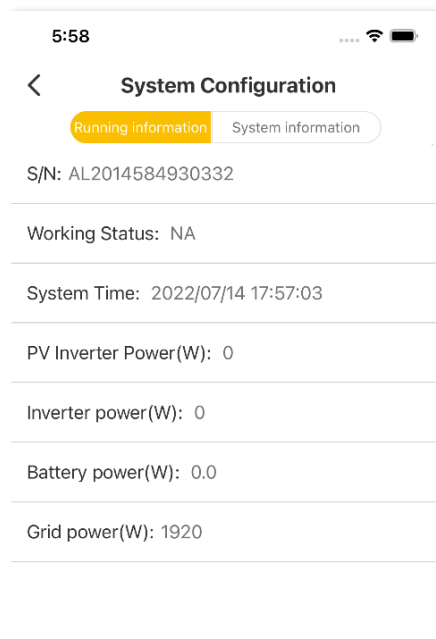 5:58
System Configuration
Running information System information
S/N: AL2014584930332
Working Status: NA
System Time: 2022/07/14 17:57:03
PV Inverter Power(W): 0
Inverter power(W): 0
Battery power(W): 0.0
Grid power(W): 1920